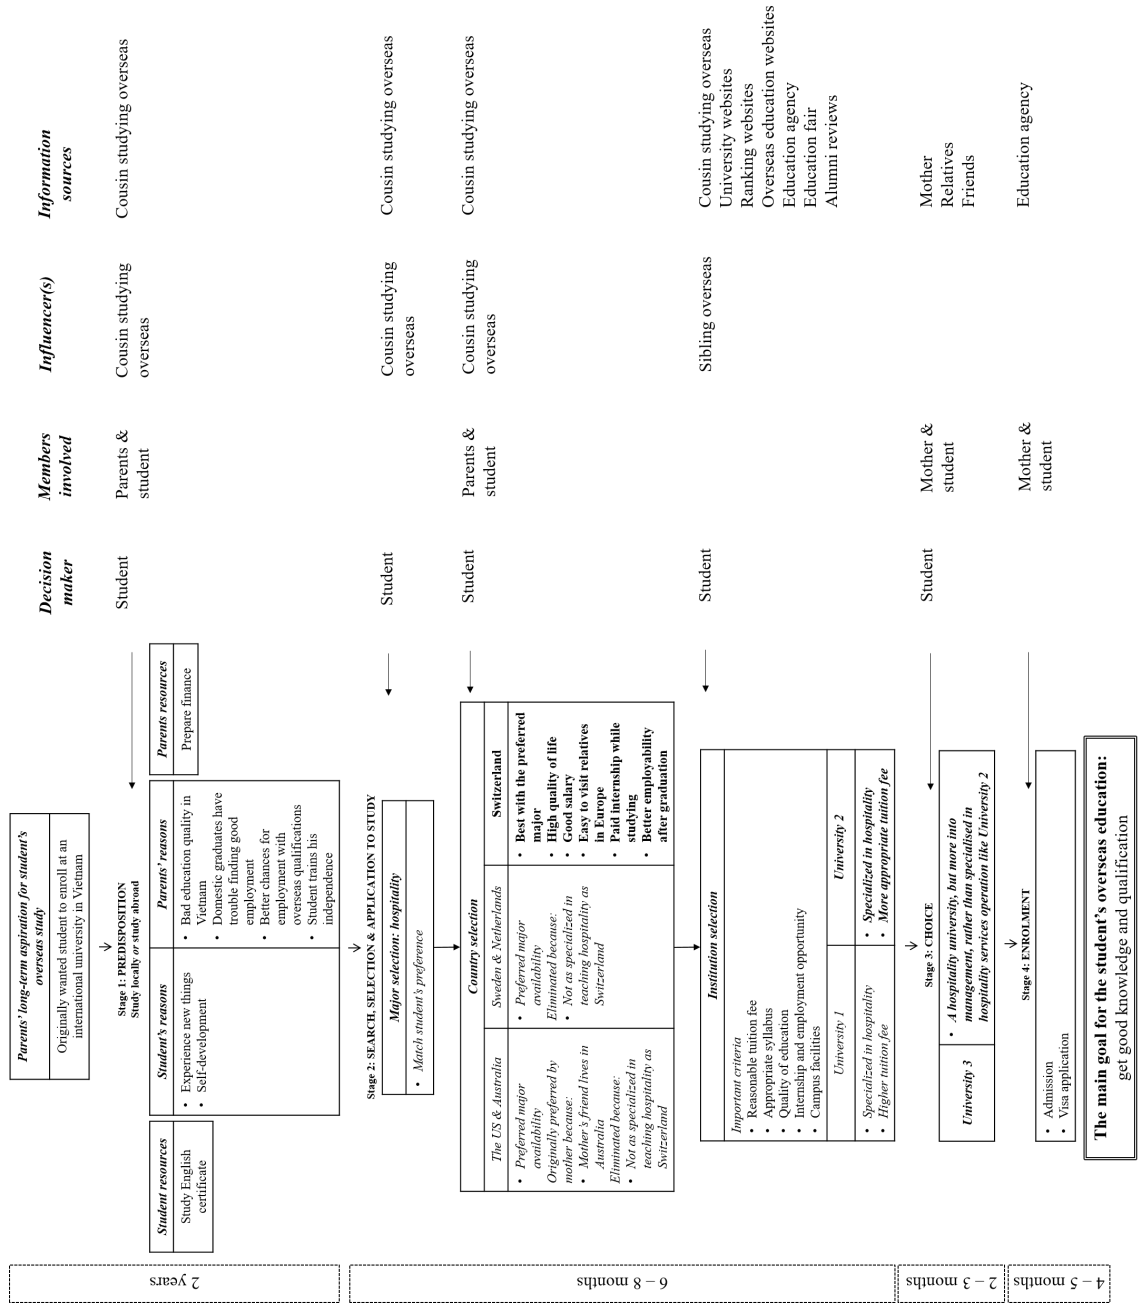 Decision
maker
Members
involved
Influencer(s)
Information
sources
Parents' long-term aspiration for student's
overseas study
Originally wanted student to enroll at an
international university in Vietnam
Stage 1: PREDISPOSITION
Study locally or study abroad
Student
Parents &
student
Cousin studying
overseas
Cousin studying overseas
Student resources
Study English
certificate
Student's reasons
• Experience new things
• Self-development
Parents' reasons
• Bad education quality in
Vietnam
• Domestic graduates have
trouble finding good
employment
• Better chances for
employment with
overseas qualifications
• Student trains his
independence
Parents resources
Prepare finance
2 years
Stage 2: SEARCH, SELECTION & APPLICATION TO STUDY
Major selection: hospitality
• Match student's preference
Student
Cousin studying
overseas
Cousin studying overseas
Country selection
Student
Parents &
student
Cousin studying
overseas
Cousin studying overseas
The US & Australia
• Preferred major
availability
Originally preferred by
mother because:
• Mother's friend lives in
Australia
Eliminated because:
• Not as specialized in
teaching hospitality as
Switzerland
Sweden & Netherlands
• Preferred major
availability
Eliminated because:
• Not as specialized in
teaching hospitality as
Switzerland
Switzerland
• Best with the preferred
major
• High quality of life
• Good salary
• Easy to visit relatives
in Europe
• Paid internship while
studying
• Better employability
after graduation
Institution selection
Student
Sibling overseas
Cousin studying overseas
University websites
Ranking websites
Overseas education websites
Education agency
Education fair
Alumni reviews
Important criteria
• Reasonable tuition fee
• Appropriate syllabus
• Quality of education
• Internship and employment opportunity
• Campus facilities
University 1
• Specialized in hospitality
• Higher tuition fee
University 2
• Specialized in hospitality
• More appropriate tuition fee
6 – 8 months
Stage 3: CHOICE
Student
Mother &
student
Mother
Relatives
Friends
University 3
• A hospitality university, but more into
management, rather than specialised in
hospitality services operation like University 2
2 – 3 months
Stage 4: ENROLMENT
Mother &
student
Education agency
• Admission
• Visa application
4 – 5 months
The main goal for the student's overseas education:
get good knowledge and qualification